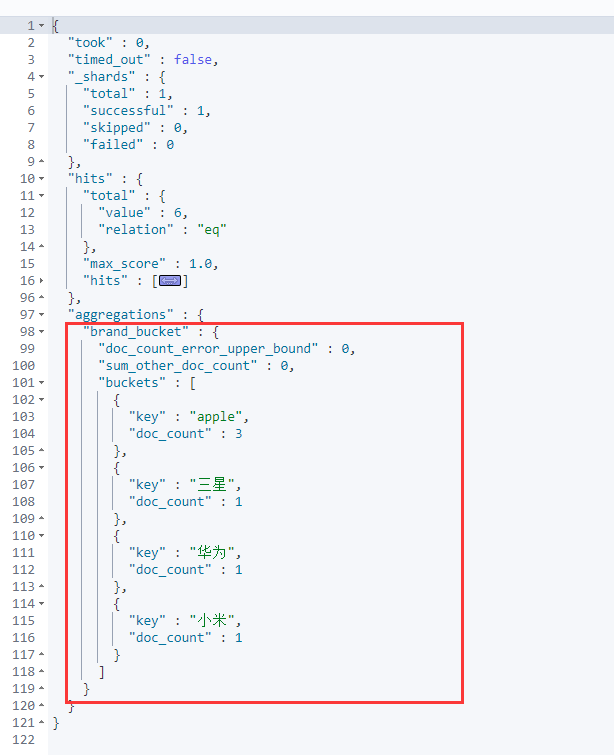 1 {
2 "took" : 0,
3 "timed_out" : false,
4 "_shards" : {
5 "total" : 1,
6 "successful" : 1,
7 "skipped" : 0,
8 "failed" : 0
9 },
10 "hits" : {
11 "total" : {
12 "value" : 6,
13 "relation" : "eq"
14 },
15 "max_score" : 1.0,
16 "hits" : []
96 },
97 "aggregations" : {
98 "brand_bucket" : {
99 "doc_count_error_upper_bound" : 0,
100 "sum_other_doc_count" : 0,
101 "buckets" : [
102 {
103 "key" : "apple",
104 "doc_count" : 3
105 },
106 {
107 "key" : "三星",
108 "doc_count" : 1
109 },
110 {
111 "key" : "华为",
112 "doc_count" : 1
113 },
114 {
115 "key" : "小米",
116 "doc_count" : 1
117 }
118 ]
119 }
120 }
121 }
122